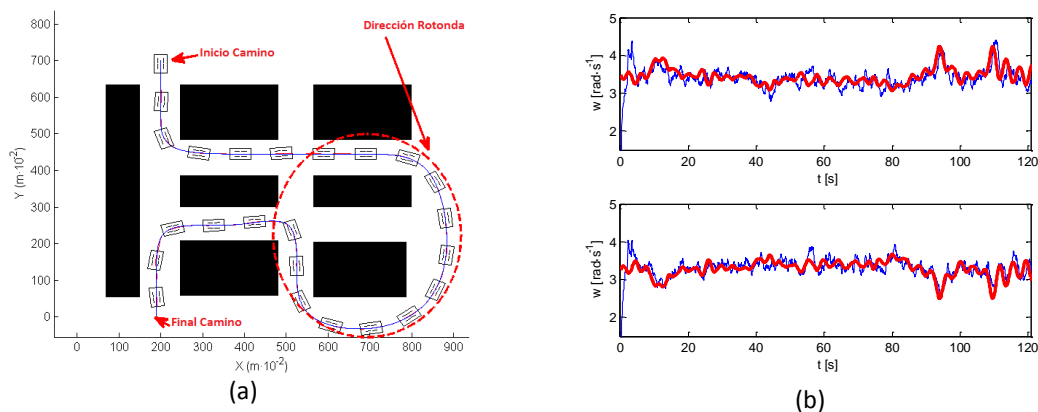 800
700
600
500
400
300
200
100
0
Y (m·10⁻²)
Inicio Camino
Dirección Rotonda
Final Camino
0 100 200 300 400 500 600 700 800 900
X (m·10⁻²)
(a)
5
4
3
2
w [rad·s⁻¹]
0 20 40 60 80 100 120
t [s]
5
4
3
2
w [rad·s⁻¹]
0 20 40 60 80 100 120
t [s]
(b)